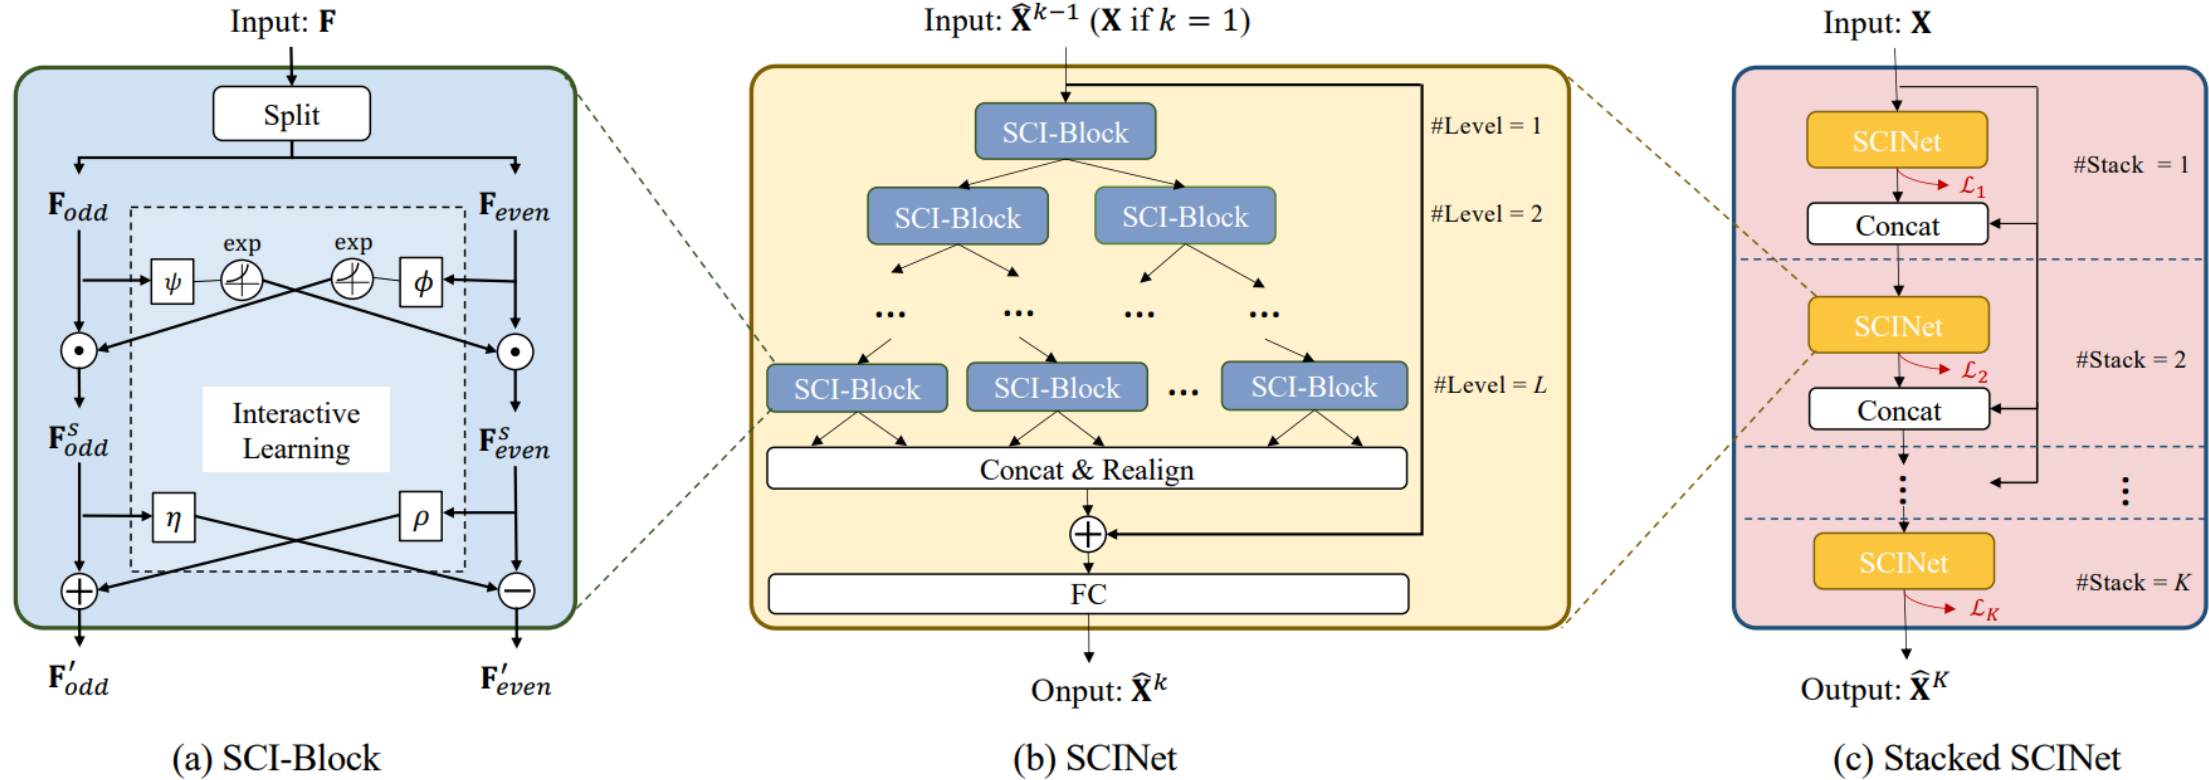 Input: F
Split
F_odd
F_even
exp
exp
ψ
ϕ
Interactive
Learning
F^s_odd
F^s_even
η
ρ
F′_odd
F′_even
(a) SCI-Block
Input: X̂^{k−1} (X if k = 1)
SCI-Block
#Level = 1
SCI-Block
SCI-Block
#Level = 2
... ... ... ...
SCI-Block
SCI-Block
...
SCI-Block
#Level = L
Concat & Realign
+
FC
Onput: X̂^k
(b) SCINet
Input: X
SCINet
ℒ_1
#Stack = 1
Concat
SCINet
ℒ_2
#Stack = 2
Concat
⋮
⋮
SCINet
ℒ_K
#Stack = K
Output: X̂^K
(c) Stacked SCINet